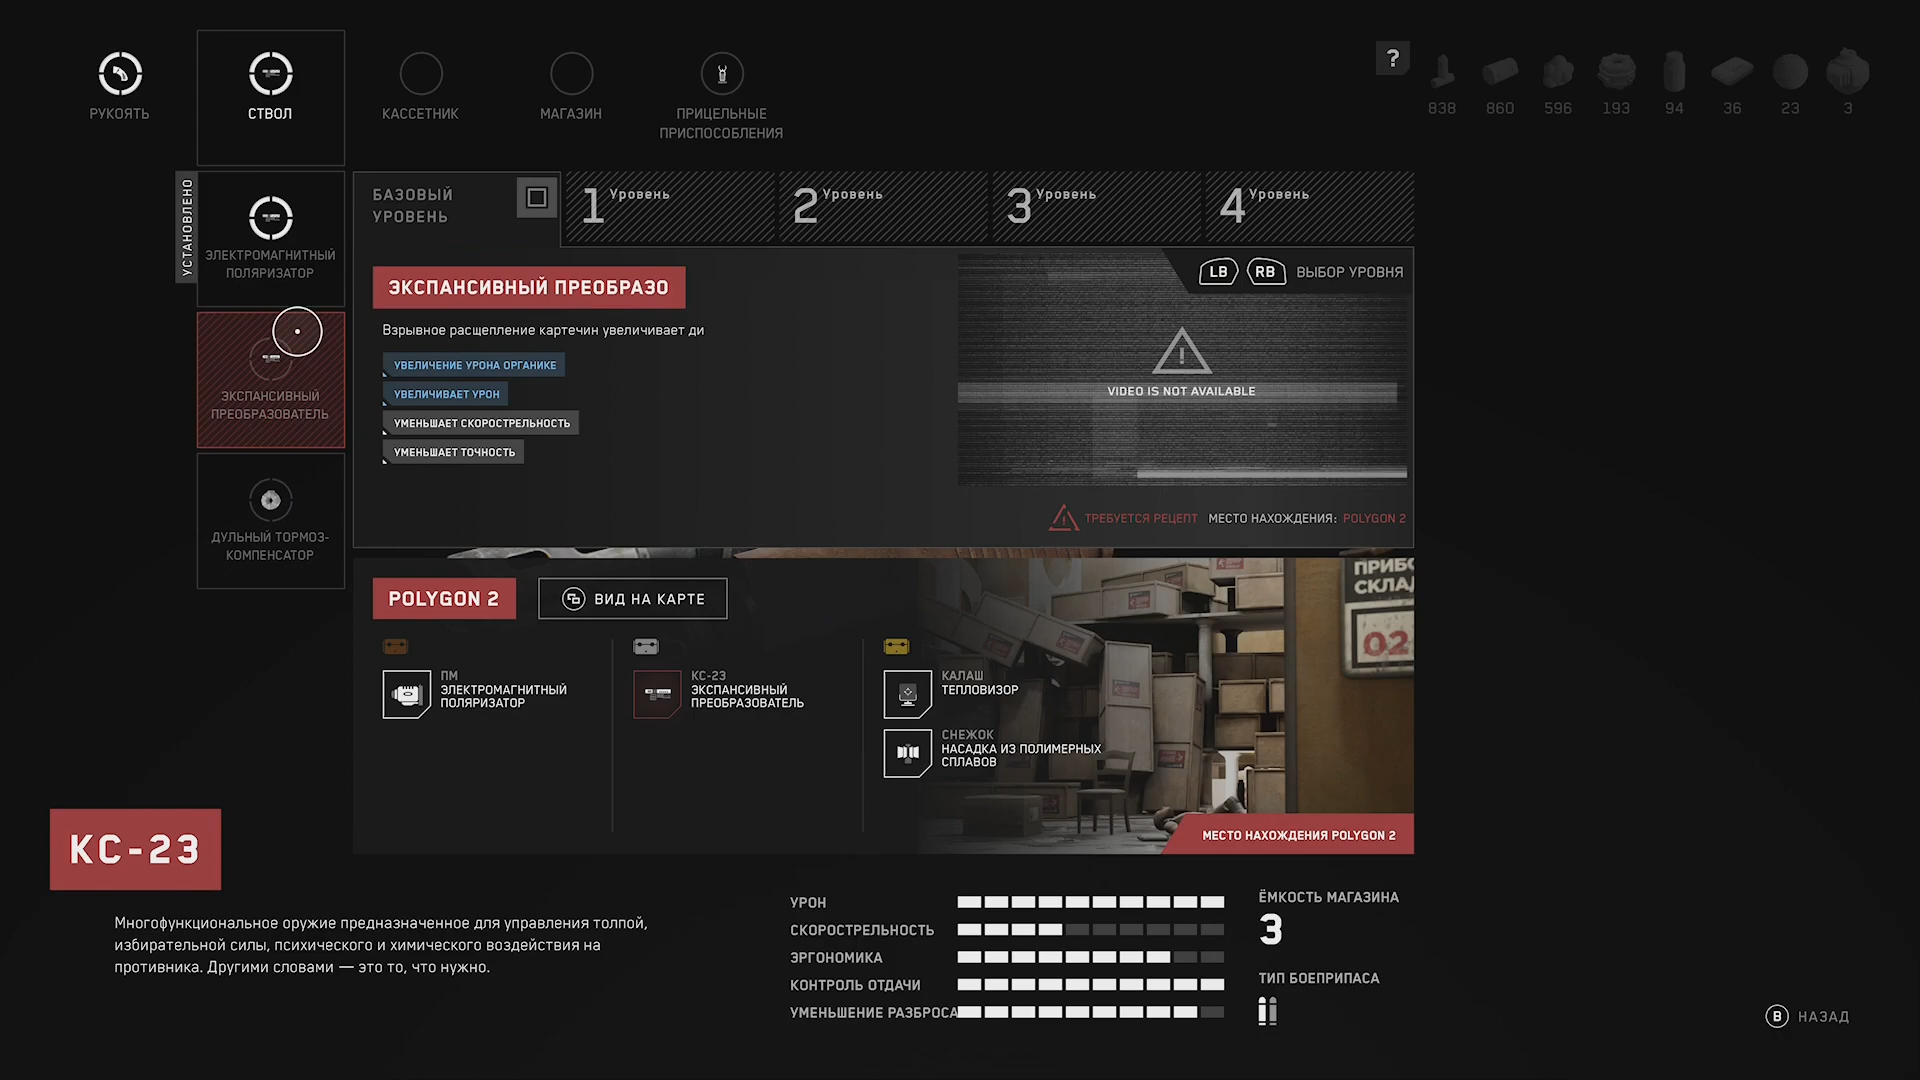 РУКОЯТЬ
СТВОЛ
КАССЕТНИК
МАГАЗИН
ПРИЦЕЛЬНЫЕ
ПРИСПОСОБЛЕНИЯ
?
838
860
596
193
94
36
23
3
УСТАНОВЛЕНО
ЭЛЕКТРОМАГНИТНЫЙ
ПОЛЯРИЗАТОР
ЭКСПАНСИВНЫЙ
ПРЕОБРАЗОВАТЕЛЬ
ДУЛЬНЫЙ ТОРМОЗ-
КОМПЕНСАТОР
БАЗОВЫЙ
УРОВЕНЬ
1 Уровень
2 Уровень
3 Уровень
4 Уровень
ЭКСПАНСИВНЫЙ ПРЕОБРАЗО
Взрывное расщепление картечин увеличивает ди
УВЕЛИЧЕНИЕ УРОНА ОРГАНИКЕ
УВЕЛИЧИВАЕТ УРОН
УМЕНЬШАЕТ СКОРОСТРЕЛЬНОСТЬ
УМЕНЬШАЕТ ТОЧНОСТЬ
LB RB ВЫБОР УРОВНЯ
VIDEO IS NOT AVAILABLE
ТРЕБУЕТСЯ РЕЦЕПТ МЕСТО НАХОЖДЕНИЯ: POLYGON 2
POLYGON 2
ВИД НА КАРТЕ
ПМ
ЭЛЕКТРОМАГНИТНЫЙ
ПОЛЯРИЗАТОР
КС-23
ЭКСПАНСИВНЫЙ
ПРЕОБРАЗОВАТЕЛЬ
КАЛАШ
ТЕПЛОВИЗОР
СНЕЖОК
НАСАДКА ИЗ ПОЛИМЕРНЫХ
СПЛАВОВ
02
МЕСТО НАХОЖДЕНИЯ POLYGON 2
КС-23
Многофункциональное оружие предназначенное для управления толпой,
избирательной силы, психического и химического воздействия на
противника. Другими словами — это то, что нужно.
УРОН
СКОРОСТРЕЛЬНОСТЬ
ЭРГОНОМИКА
КОНТРОЛЬ ОТДАЧИ
УМЕНЬШЕНИЕ РАЗБРОСА
ЁМКОСТЬ МАГАЗИНА
3
ТИП БОЕПРИПАСА
B НАЗАД